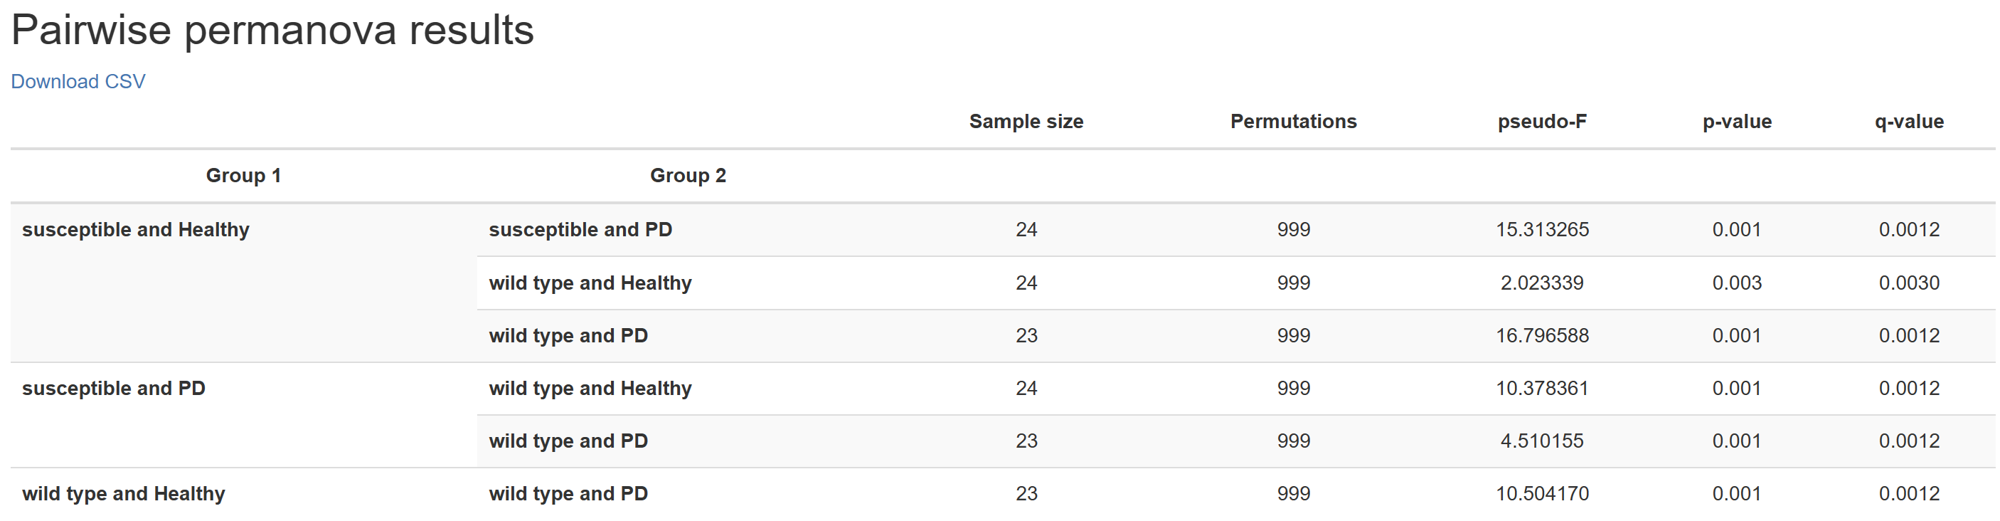 Pairwise permanova results
Download CSV
Sample size Permutations pseudo-F p-value q-value
Group 1 Group 2
susceptible and Healthy susceptible and PD 24 999 15.313265 0.001 0.0012
wild type and Healthy 24 999 2.023339 0.003 0.0030
wild type and PD 23 999 16.796588 0.001 0.0012
susceptible and PD wild type and Healthy 24 999 10.378361 0.001 0.0012
wild type and PD 23 999 4.510155 0.001 0.0012
wild type and Healthy wild type and PD 23 999 10.504170 0.001 0.0012